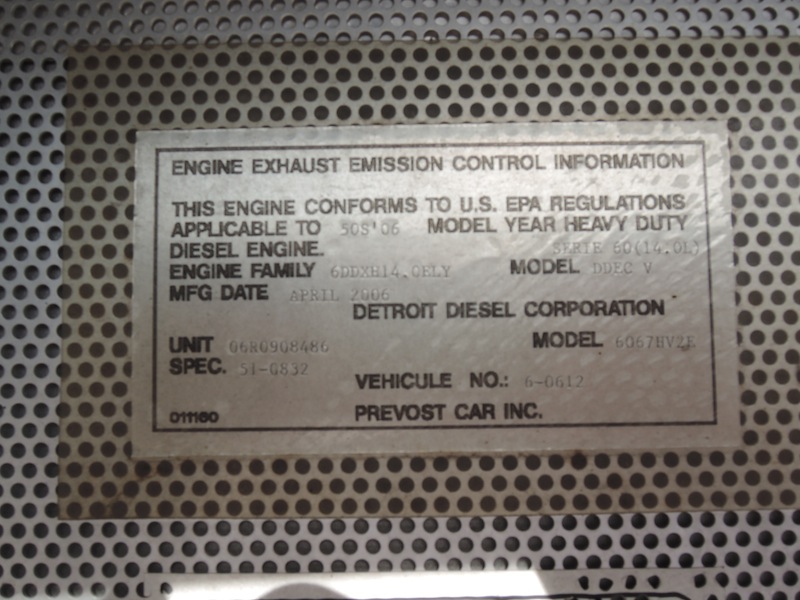 ENGINE EXHAUST EMISSION CONTROL INFORMATION
THIS ENGINE CONFORMS TO U.S. EPA REGULATIONS
APPLICABLE TO 50S'06 MODEL YEAR HEAVY DUTY
DIESEL ENGINE. SERIE 60(14.0L)
ENGINE FAMILY 6DDXH14.0ELY MODEL DDEC V
MFG DATE APRIL 2006
DETROIT DIESEL CORPORATION
UNIT 06R0908486 MODEL 6067HV2E
SPEC. 51-0832
VEHICULE NO.: 6-0612
011160 PREVOST CAR INC.